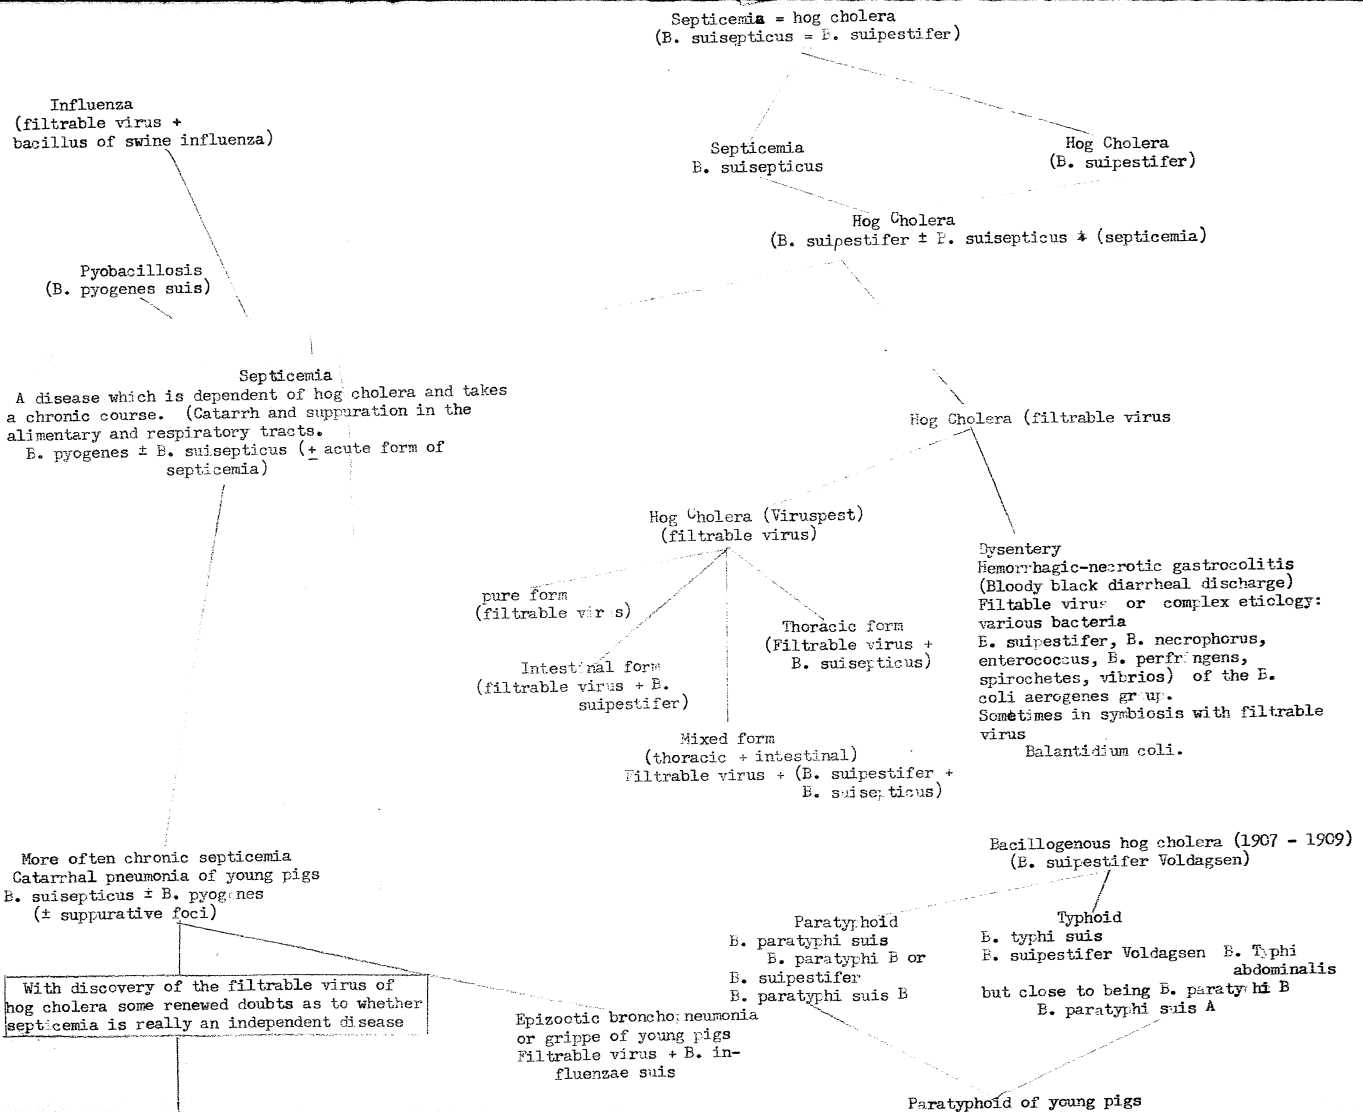 Septicemia = hog cholera
(B. suisepticus = B. suipestifer)
Influenza
(filtrable virus +
bacillus of swine influenza)
Septicemia
B. suisepticus
Hog Cholera
(B. suipestifer)
Hog Cholera
(B. suipestifer ± B. suisepticus + (septicemia)
Pyobacillosis
(B. pyogenes suis)
Septicemia
A disease which is dependent of hog cholera and takes
a chronic course. (Catarrh and suppuration in the
alimentary and respiratory tracts.
B. pyogenes ± B. suisepticus (± acute form of
septicemia)
Hog Cholera (filtrable virus
Hog Cholera (Viruspest)
(filtrable virus)
pure form
(filtrable virus)
Intestinal form
(filtrable virus + B.
suipestifer)
Thoracic form
(Filtrable virus +
B. suisepticus)
Mixed form
(thoracic + intestinal)
Filtrable virus + (B. suipestifer +
B. suisepticus)
Dysentery
Hemorrhagic-necrotic gastrocolitis
(Bloody black diarrheal discharge)
Filtable virus or complex etiology:
various bacteria
B. suipestifer, B. necrophorus,
enterococcus, B. perfringens,
spirochetes, vibrios) of the B.
coli aerogenes group.
Sometimes in symbiosis with filtrable
virus
Balantidium coli.
More often chronic septicemia
Catarrhal pneumonia of young pigs
B. suisepticus ± B. pyogenes
(± suppurative foci)
With discovery of the filtrable virus of
hog cholera some renewed doubts as to whether
septicemia is really an independent disease
Epizootic bronchopneumonia
or grippe of young pigs
Filtrable virus + B. in-
fluenzae suis
Bacillogenous hog cholera (1907 - 1909)
(B. suipestifer Voldagsen)
Paratyphoid
B. paratyphi suis
B. paratyphi B or
B. suipestifer
B. paratyphi suis B
Typhoid
B. typhi suis
B. suipestifer Voldagsen B. Typhi
abdominalis
but close to being B. paratyphi B
B. paratyphi suis A
Paratyphoid of young pigs